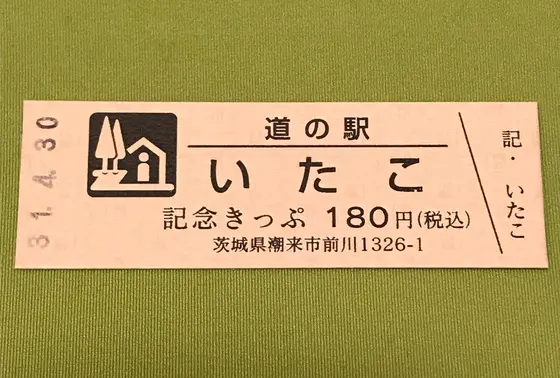 31.4.30
道の駅
いたこ
記念きっぷ 180円(税込)
茨城県潮来市前川1326-1
記・いたこ